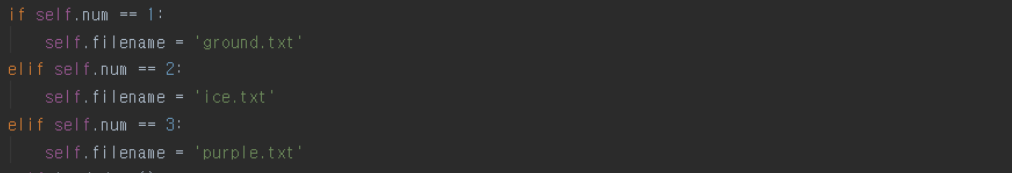 if self.num == 1:
    self.filename = 'ground.txt'
elif self.num == 2:
    self.filename = 'ice.txt'
elif self.num == 3:
    self.filename = 'purple.txt'